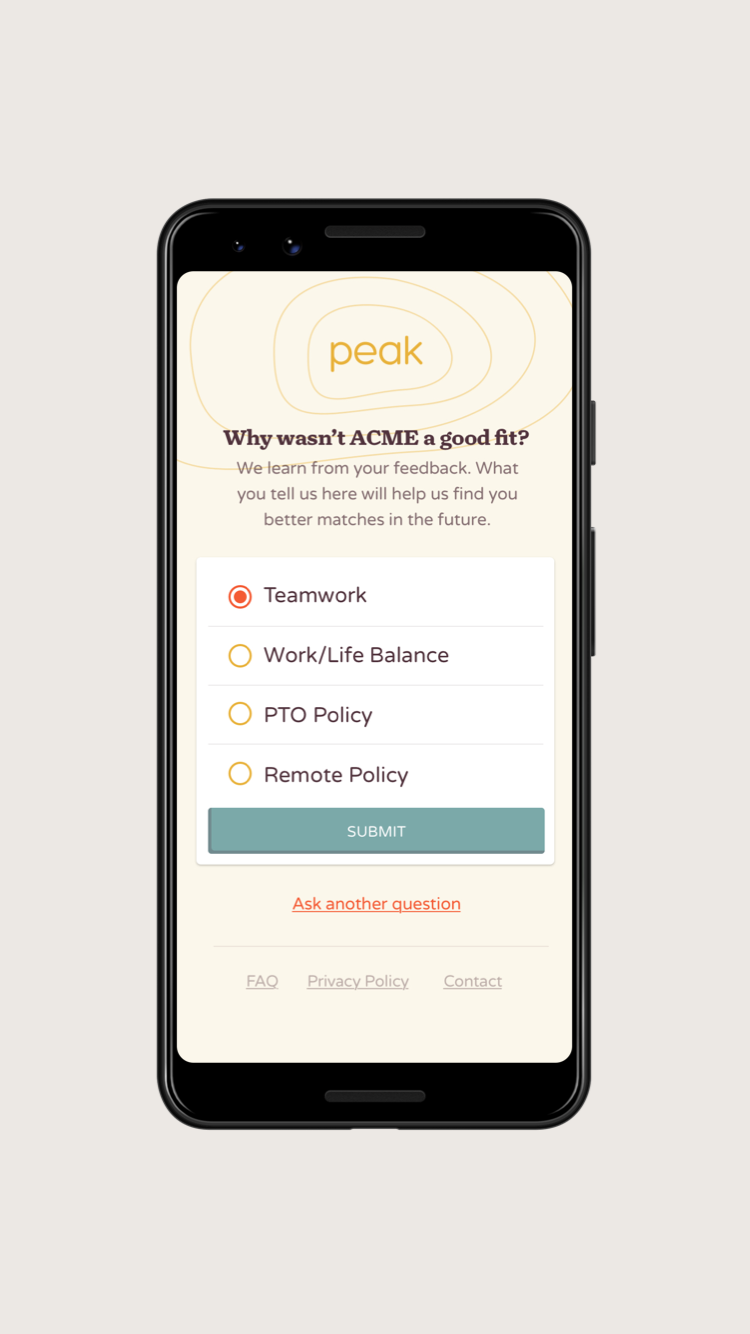 peak
Why wasn’t ACME a good fit?
We learn from your feedback. What
you tell us here will help us find you
better matches in the future.
Teamwork
Work/Life Balance
PTO Policy
Remote Policy
SUBMIT
Ask another question
FAQ Privacy Policy Contact